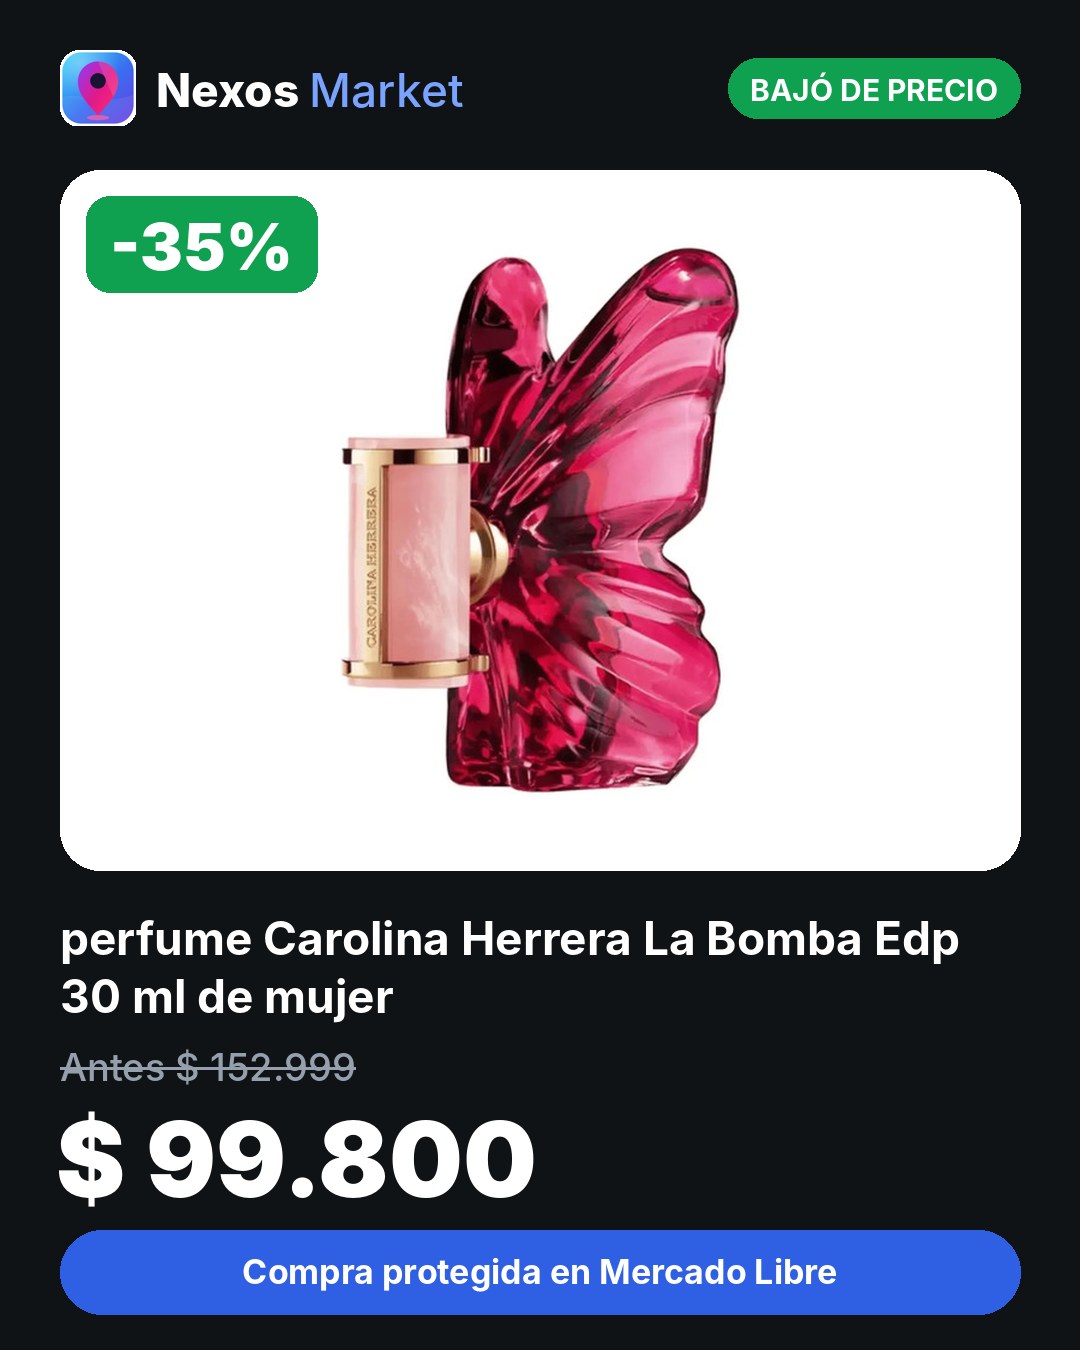 Nexos Market
BAJÓ DE PRECIO
-35%
CAROLINA HERRERA
perfume Carolina Herrera La Bomba Edp
30 ml de mujer
Antes $ 152.999
$ 99.800
Compra protegida en Mercado Libre